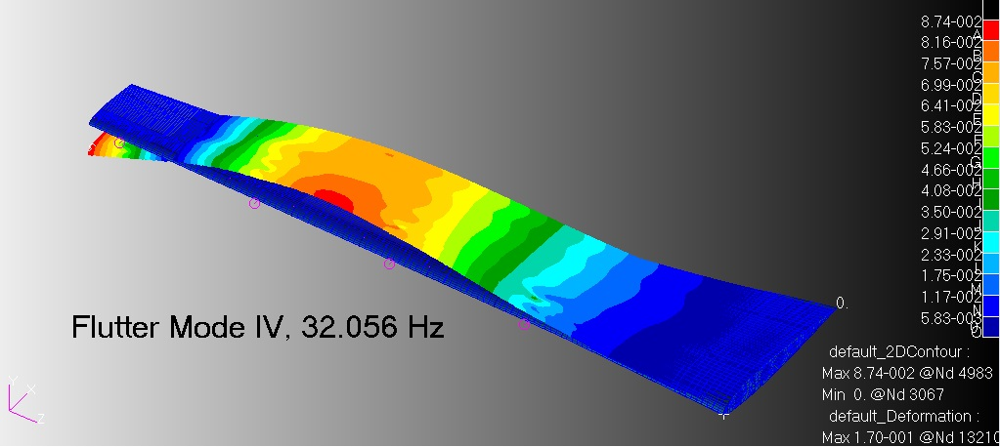 8.74-002
8.16-002
7.57-002
6.99-002
6.41-002
5.83-002
5.24-002
4.66-002
4.08-002
3.50-002
2.91-002
2.33-002
1.75-002
1.17-002
5.83-003
0.
Flutter Mode IV, 32.056 Hz
default_2DContour :
Max 8.74-002 @Nd 4983
Min 0. @Nd 3067
default_Deformation :
Max 1.70-001 @Nd 13210
X
Z